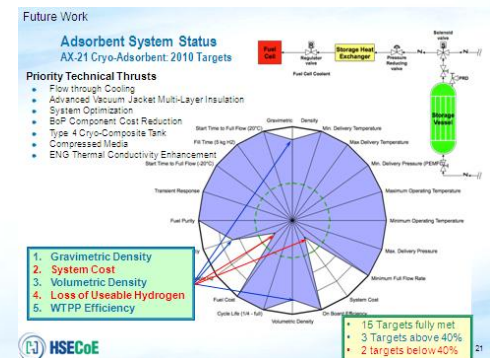 Future Work
Adsorbent System Status
AX-21 Cryo-Adsorbent: 2010 Targets
Priority Technical Thrusts
Flow through Cooling
Advanced Vacuum Jacket Multi-Layer Insulation
System Optimization
BoP Component Cost Reduction
Type 4 Cryo-Composite Tank
Compressed Media
ENG Thermal Conductivity Enhancement
Fuel Cell
Regulator valve
Storage Heat Exchanger
Pressure Reducing valve
Solenoid valve
Fuel Cell Coolant
PRD
Storage Vessel
Gravimetric Density
Min. Delivery Temperature
Max Delivery Temperature
Min. Delivery Pressure (PEMFC)
Maximum Operating Temperature
Minimum Operating Temperature
Max. Delivery Pressure
Minimum Full Flow Rate
System Cost
On Board Efficiency
Volumetric Density
Cycle Life (1/4 - full)
Fuel Cost
Fuel Purity
Transient Response
Start Time to Full Flow (-20°C)
Fill Time (5 kg H2)
Start Time to Full Flow (20°C)
1. Gravimetric Density
2. System Cost
3. Volumetric Density
4. Loss of Useable Hydrogen
5. WTPP Efficiency
15 Targets fully met
3 Targets above 40%
2 targets below 40%
HSECoE
21